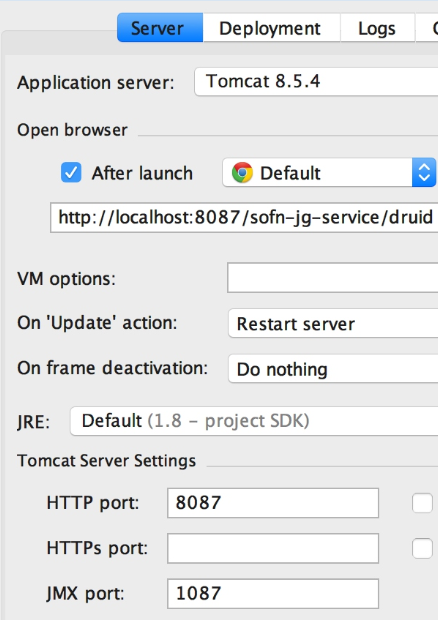 Server Deployment Logs
Application server: Tomcat 8.5.4
Open browser
After launch Default
http://localhost:8087/sofn-jg-service/druid
VM options:
On 'Update' action: Restart server
On frame deactivation: Do nothing
JRE: Default (1.8 – project SDK)
Tomcat Server Settings
HTTP port: 8087
HTTPs port:
JMX port: 1087